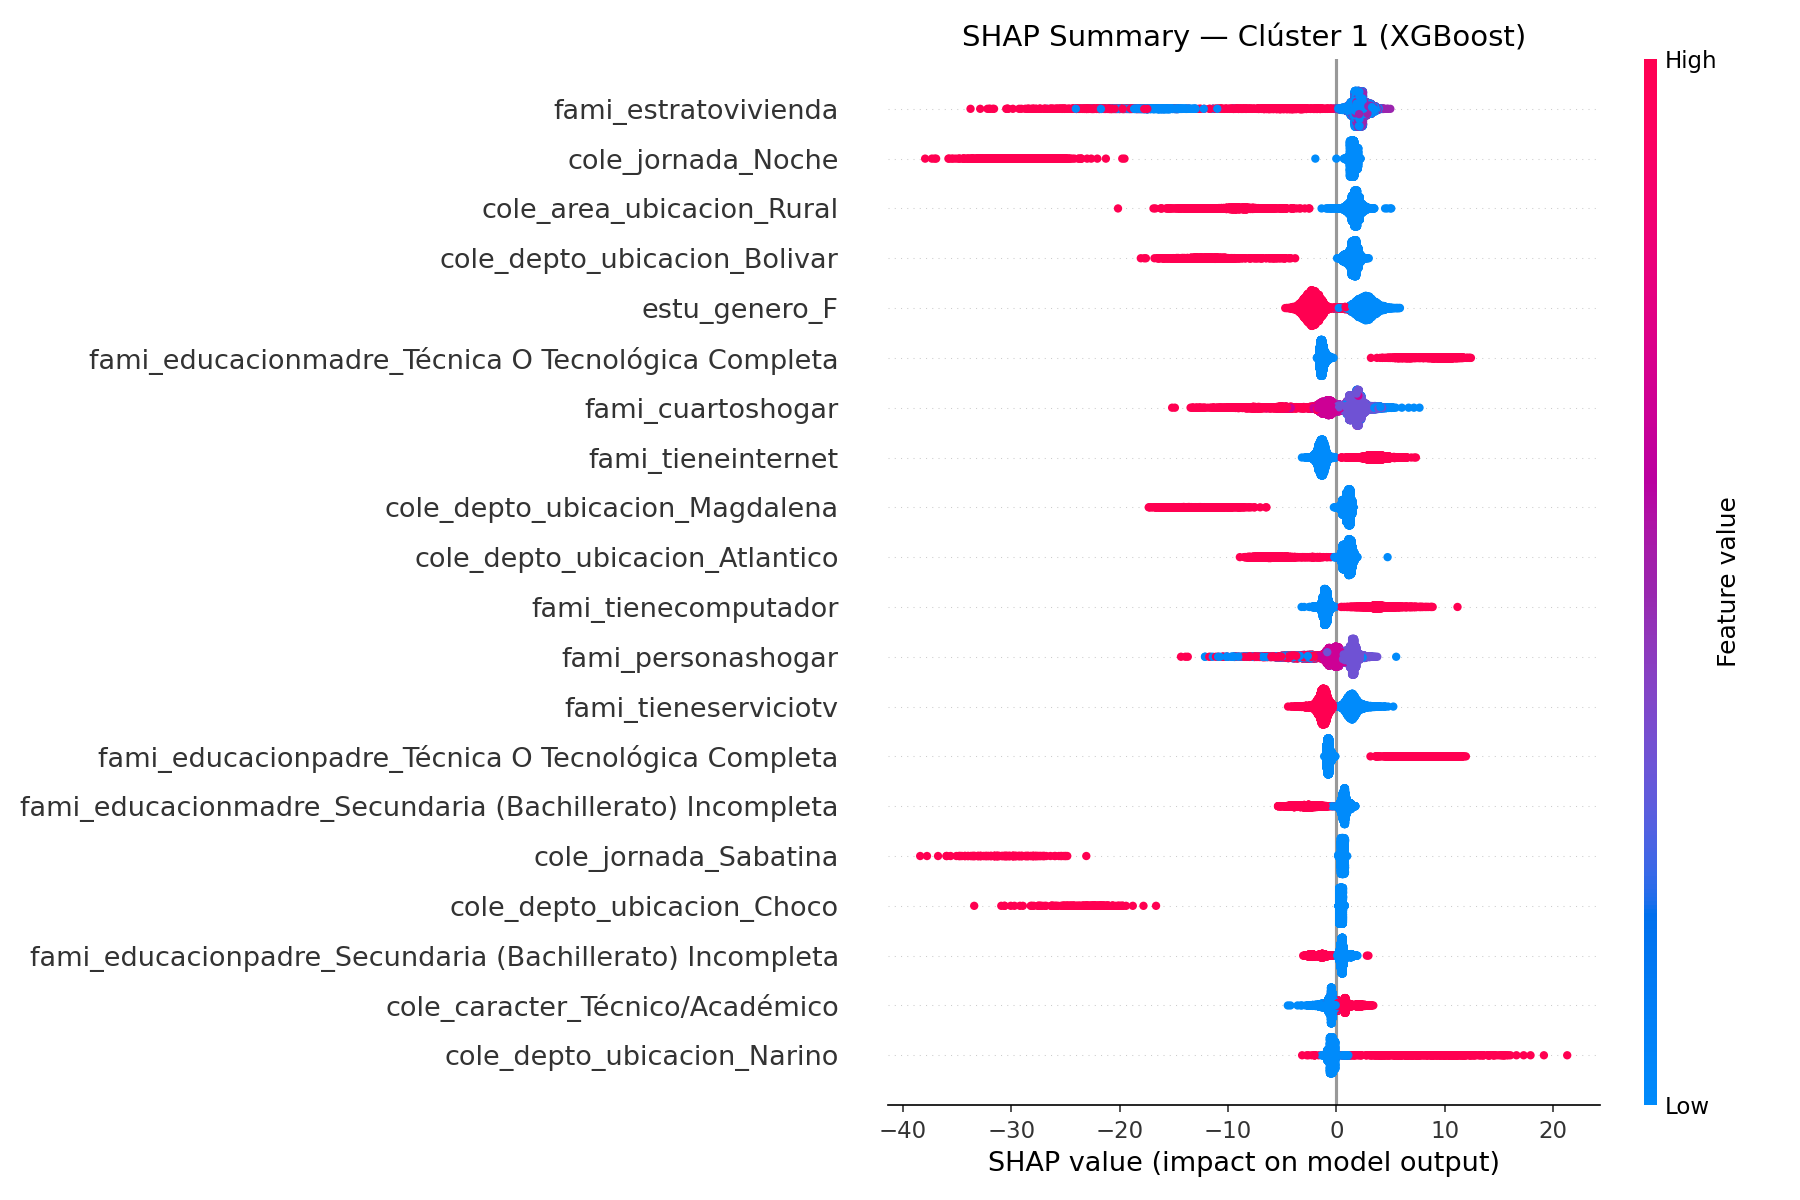 SHAP Summary — Clúster 1 (XGBoost)
High
fami_estratovivienda
cole_jornada_Noche
cole_area_ubicacion_Rural
cole_depto_ubicacion_Bolivar
estu_genero_F
fami_educacionmadre_Técnica O Tecnológica Completa
fami_cuartoshogar
fami_tieneinternet
cole_depto_ubicacion_Magdalena
cole_depto_ubicacion_Atlantico
fami_tienecomputador
fami_personashogar
fami_tieneserviciotv
fami_educacionpadre_Técnica O Tecnológica Completa
fami_educacionmadre_Secundaria (Bachillerato) Incompleta
cole_jornada_Sabatina
cole_depto_ubicacion_Choco
fami_educacionpadre_Secundaria (Bachillerato) Incompleta
cole_caracter_Técnico/Académico
cole_depto_ubicacion_Narino
Feature value
Low
−40 −30 −20 −10 0 10 20
SHAP value (impact on model output)